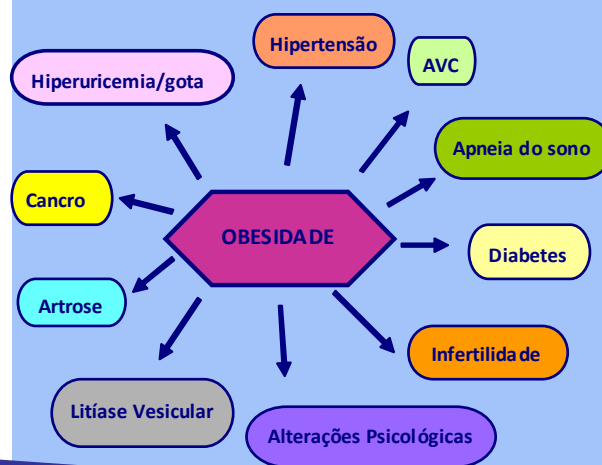 Hipertensão
AVC
Hiperuricemia/gota
Apneia do sono
Cancro
OBESIDADE
Diabetes
Artrose
Infertilidade
Litíase Vesicular
Alterações Psicológicas